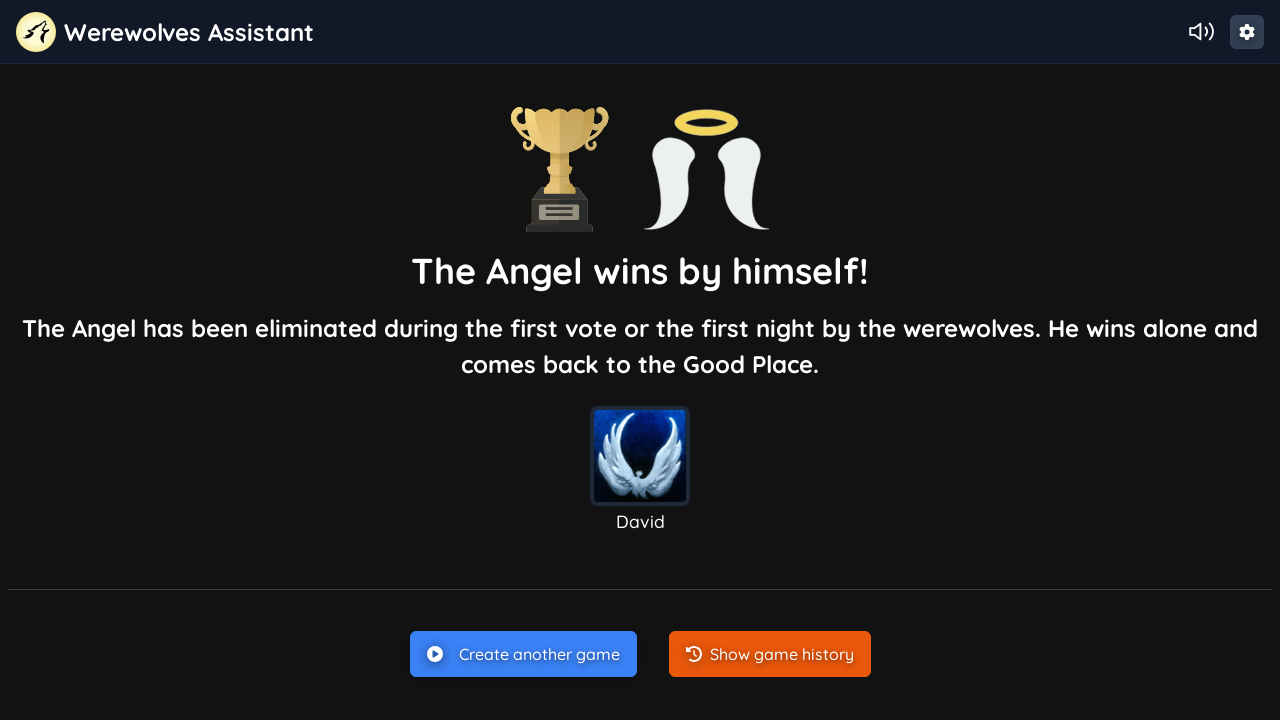 Werewolves Assistant
The Angel wins by himself!
The Angel has been eliminated during the first vote or the first night by the werewolves. He wins alone and
comes back to the Good Place.
David
Create another game
Show game history